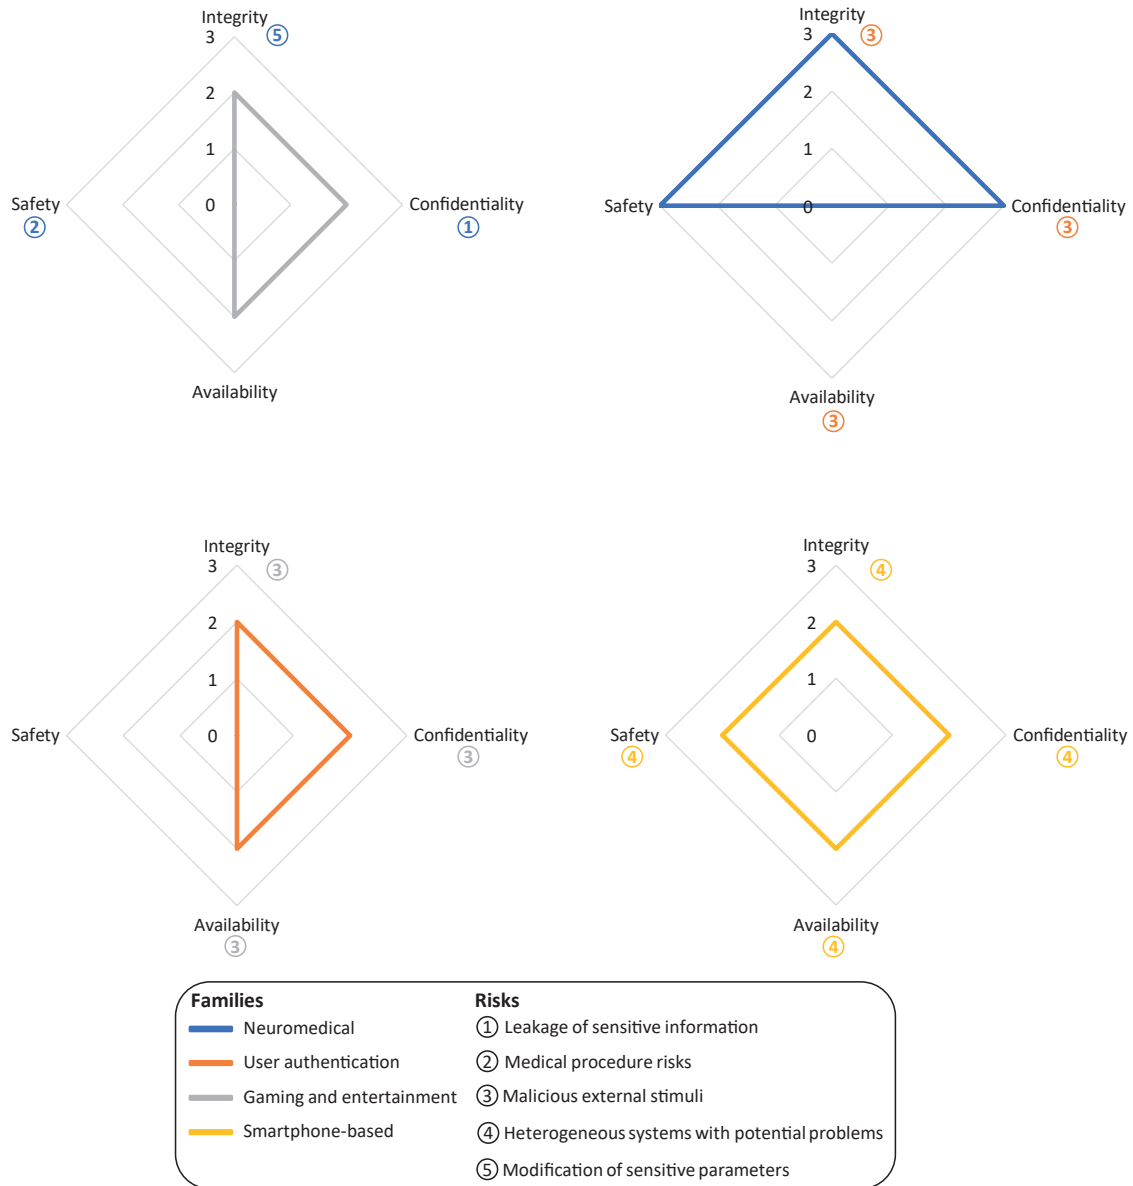 Integrity
3 ⑤
2
1
0
Safety
②
Confidentiality
①
Availability
Integrity
3 ③
2
1
0
Safety
Confidentiality
③
Availability
③
Integrity
3 ③
2
1
0
Safety
Confidentiality
③
Availability
③
Integrity
3 ④
2
1
0
Safety
④
Confidentiality
④
Availability
④
Families
Neuromedical
User authentication
Gaming and entertainment
Smartphone-based
Risks
① Leakage of sensitive information
② Medical procedure risks
③ Malicious external stimuli
④ Heterogeneous systems with potential problems
⑤ Modification of sensitive parameters